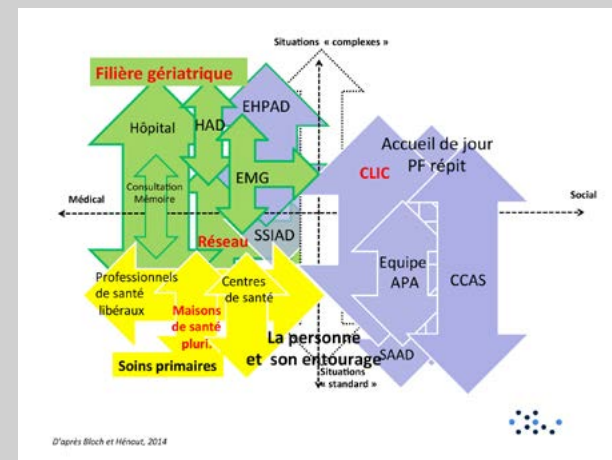 Situations « complexes »
Filière gériatrique
EHPAD
HAD
Hôpital
Accueil de jour
PF répit
EMG
CLIC
Consultation
Mémoire
Médical
Social
Réseau
SSIAD
Professionnels
de santé
libéraux
Centres
de santé
Equipe
APA
CCAS
Maisons
de santé
pluri.
La personne
et son entourage
SAAD
Soins primaires
Situations
« standard »
D'après Bloch et Hénaut, 2014